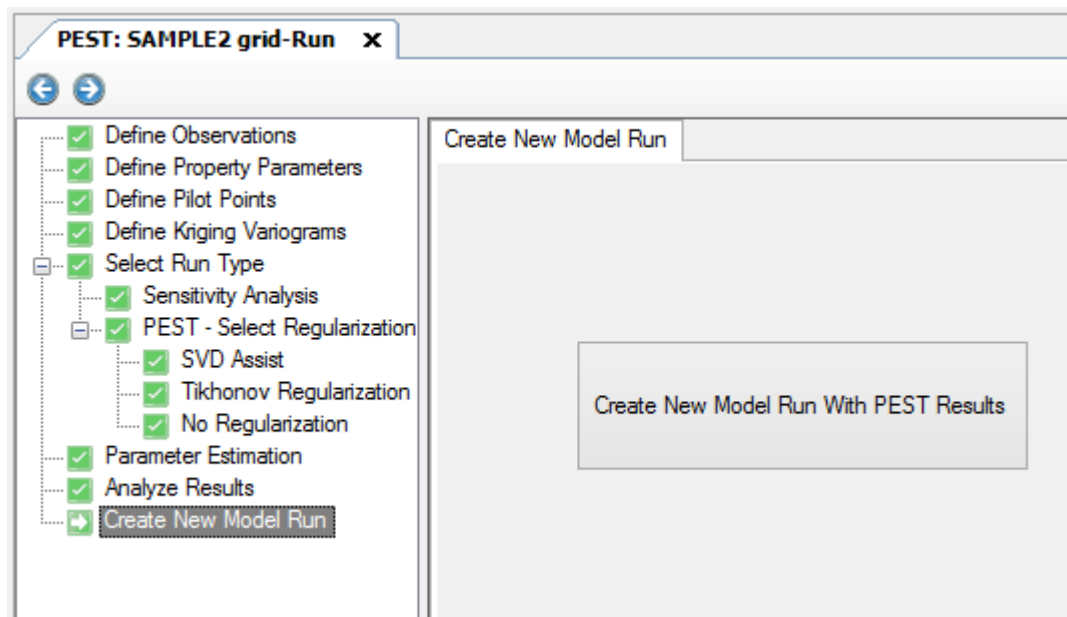 PEST: SAMPLE2 grid-Run x
Define Observations
Define Property Parameters
Define Pilot Points
Define Kriging Variograms
Select Run Type
Sensitivity Analysis
PEST - Select Regularization
SVD Assist
Tikhonov Regularization
No Regularization
Parameter Estimation
Analyze Results
Create New Model Run
Create New Model Run
Create New Model Run With PEST Results